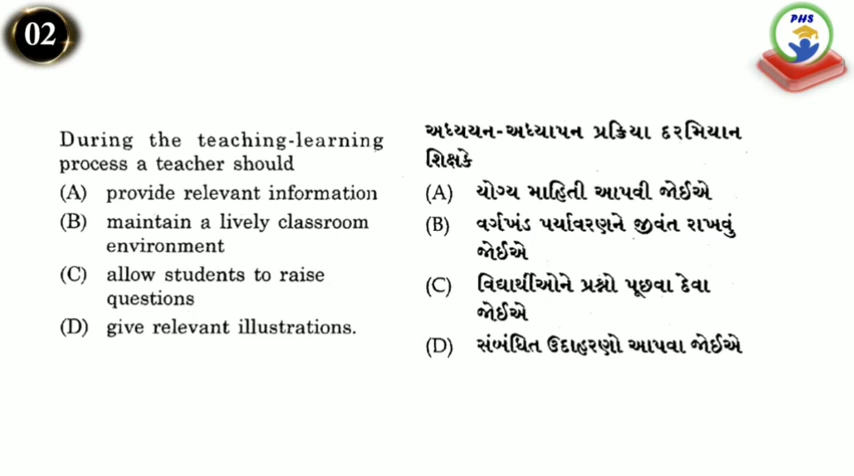 02
PHS
During the teaching-learning
process a teacher should
(A) provide relevant information
(B) maintain a lively classroom
environment
(C) allow students to raise
questions
(D) give relevant illustrations.
અધ્યયન-અધ્યાપન પ્રક્રિયા દરમિયાન
શિક્ષકે
(A) યોગ્ય માહિતી આપવી જોઈએ
(B) વર્ગખંડ પર્યાવરણને જીવંત રાખવું
જોઈએ
(C) વિદ્યાર્થીઓને પ્રશ્નો પૂછવા દેવા
જોઈએ
(D) સંબંધિત ઉદાહરણો આપવા જોઈએ